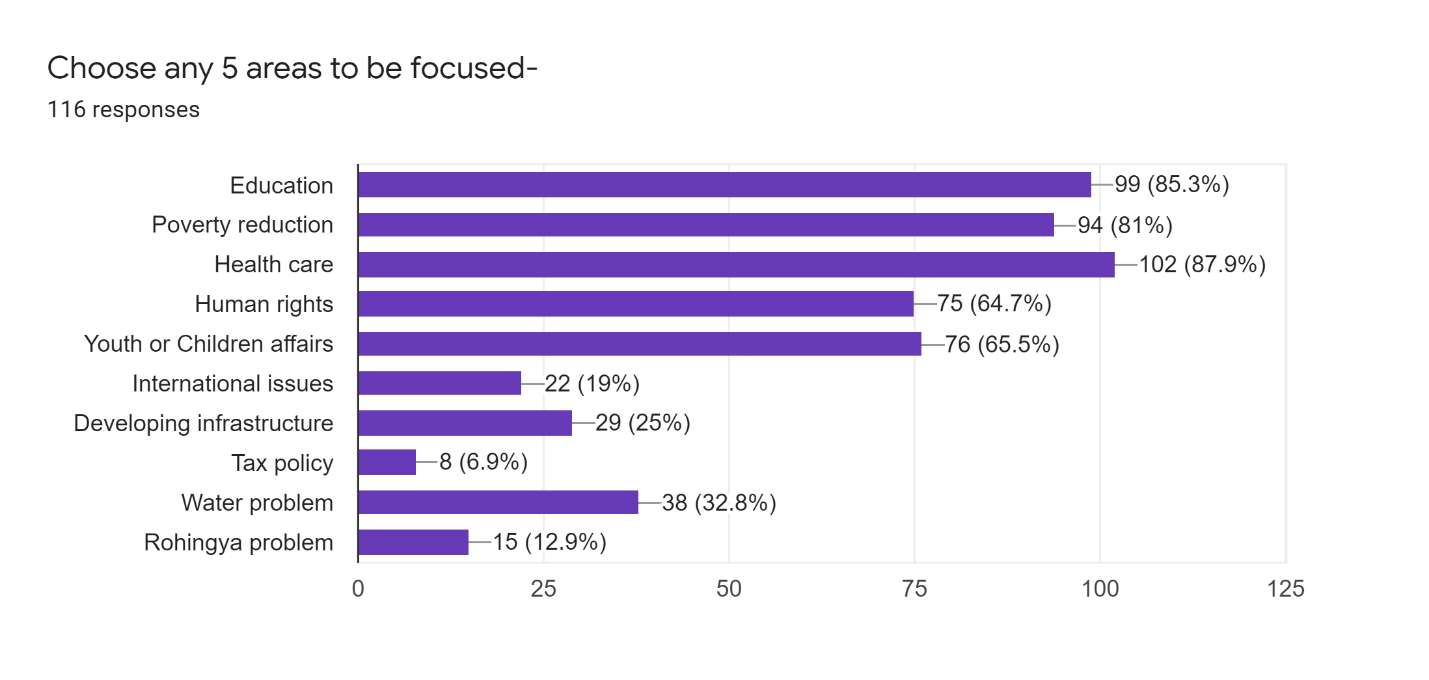 Choose any 5 areas to be focused-
116 responses
Education 99 (85.3%)
Poverty reduction 94 (81%)
Health care 102 (87.9%)
Human rights 75 (64.7%)
Youth or Children affairs 76 (65.5%)
International issues 22 (19%)
Developing infrastructure 29 (25%)
Tax policy 8 (6.9%)
Water problem 38 (32.8%)
Rohingya problem 15 (12.9%)
0 25 50 75 100 125